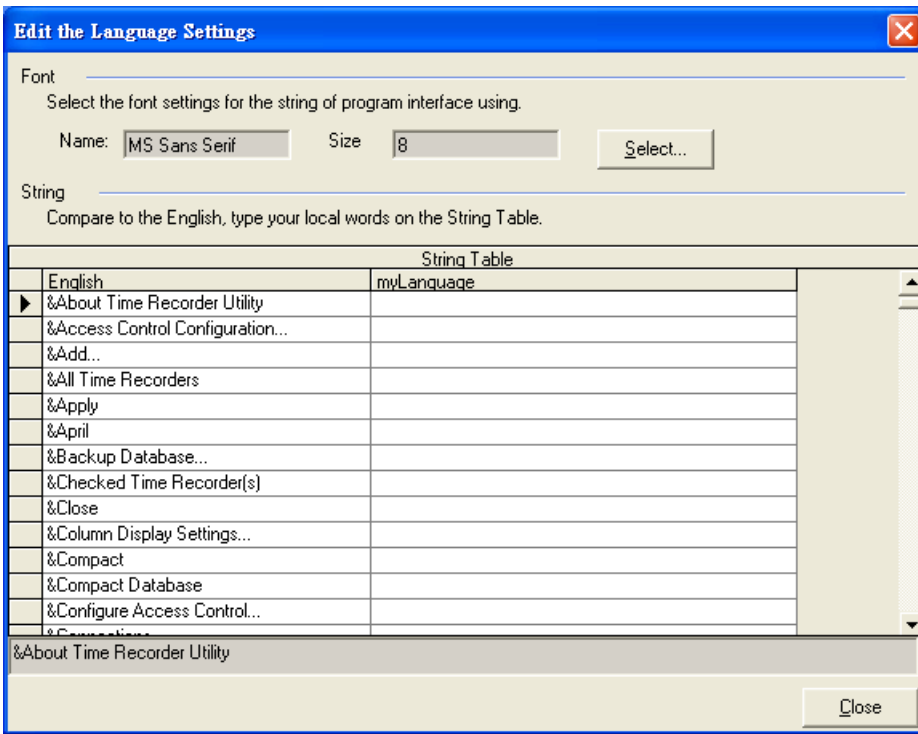 Edit the Language Settings
Font
Select the font settings for the string of program interface using.
Name: MS Sans Serif Size 8 Select...
String
Compare to the English, type your local words on the String Table.
String Table
English myLanguage
&About Time Recorder Utility
&Access Control Configuration...
&Add...
&All Time Recorders
&Apply
&April
&Backup Database...
&Checked Time Recorder(s)
&Close
&Column Display Settings...
&Compact
&Compact Database
&Configure Access Control...
&About Time Recorder Utility
Close